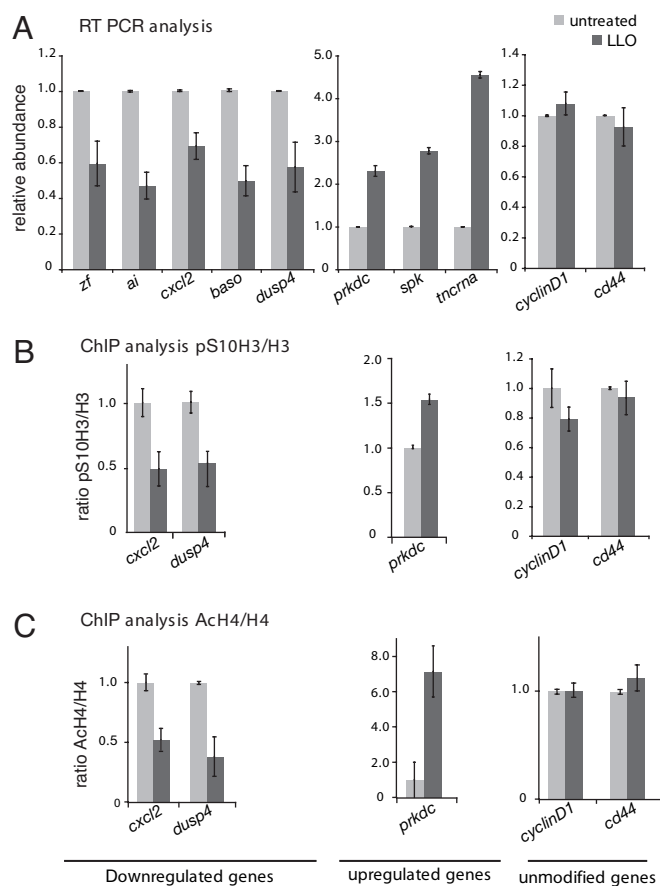 A RT PCR analysis
untreated
LLO
relative abundance
1.2
1.0
0.8
0.6
0.4
0.2
0
zf ai cxcl2 baso dusp4
5.0
4.0
3.0
2.0
1.0
0
prkdc spk tncrna
1.4
1.2
1
0.8
0.6
0.4
0.2
0
cyclinD1 cd44
B ChIP analysis pS10H3/H3
ratio pS10H3/H3
1.0
0.5
0
cxcl2 dusp4
2.0
1.5
1.0
0.5
0
prkdc
1.2
1
0.8
0.6
0.4
0.2
0
cyclinD1 cd44
C ChIP analysis AcH4/H4
ratio AcH4/H4
1.0
0.5
0
cxcl2 dusp4
8.0
6.0
4.0
2.0
0
prkdc
1.0
0
cyclinD1 cd44
Downregulated genes
upregulated genes
unmodified genes